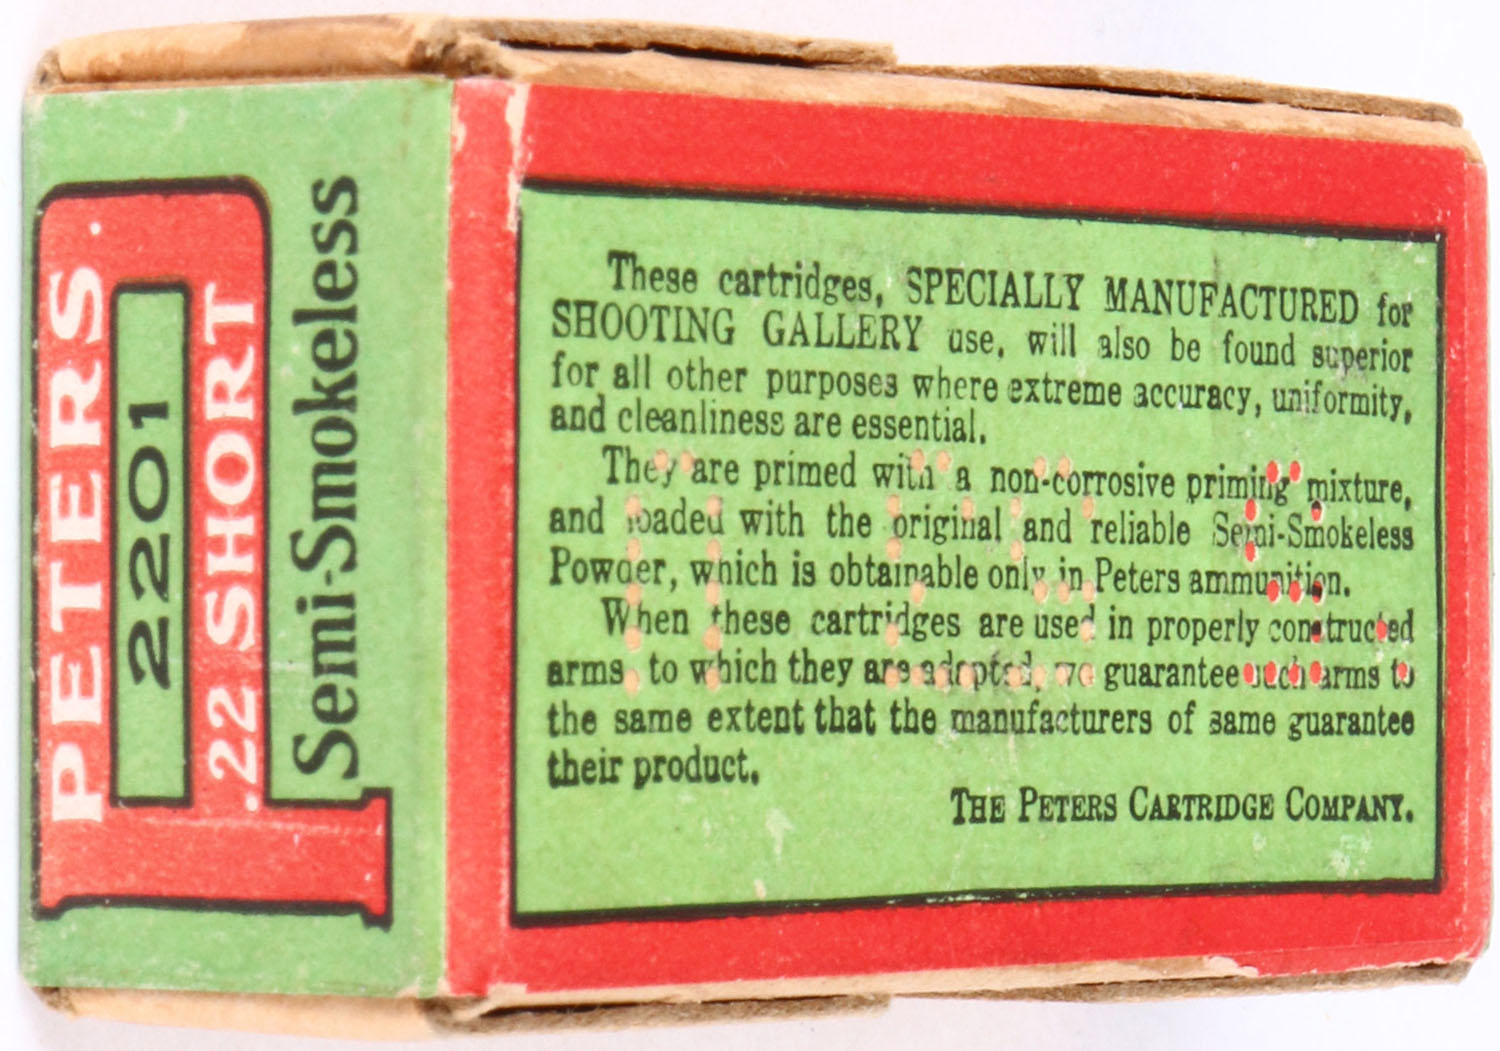 PETERS.
2201
.22 SHORT
Semi-Smokeless
These cartridges, SPECIALLY MANUFACTURED for
SHOOTING GALLERY use, will also be found superior
for all other purposes where extreme accuracy, uniformity,
and cleanliness are essential.
They are primed with a non-corrosive priming mixture,
and loaded with the original and reliable Semi-Smokeless
Powder, which is obtainable only in Peters ammunition.
When these cartridges are used in properly constructed
arms to which they are adapted, we guarantee such arms to
the same extent that the manufacturers of same guarantee
their product.
THE PETERS CARTRIDGE COMPANY.